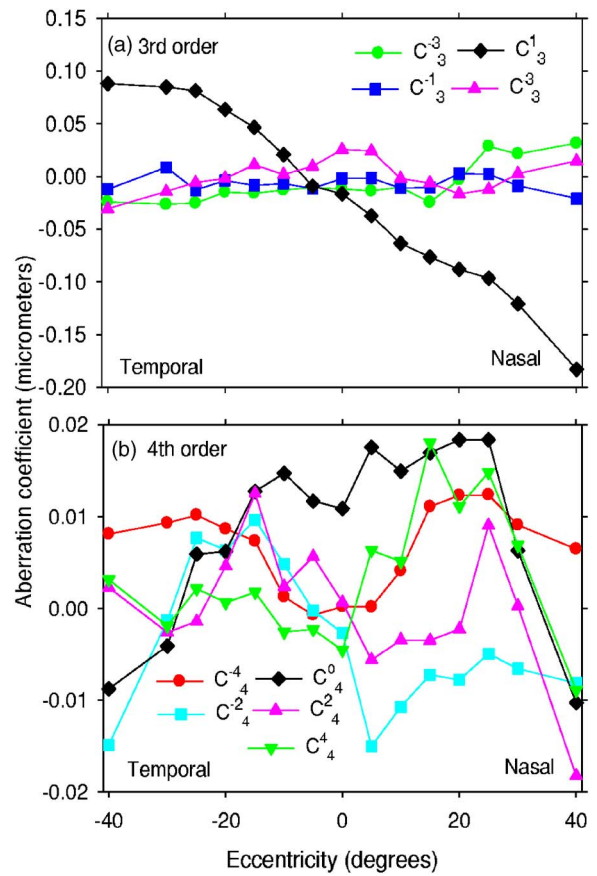 0.15
(a) 3rd order
C⁻³₃
C¹₃
0.10
C⁻¹₃
C³₃
0.05
0.00
-0.05
-0.10
-0.15
Temporal
Nasal
-0.20
Aberration coefficient (micrometers)
0.02
(b) 4th order
0.01
0.00
C⁻⁴₄
C⁰₄
-0.01
C⁻²₄
C²₄
C⁴₄
Temporal
Nasal
-0.02
-40
-20
0
20
40
Eccentricity (degrees)